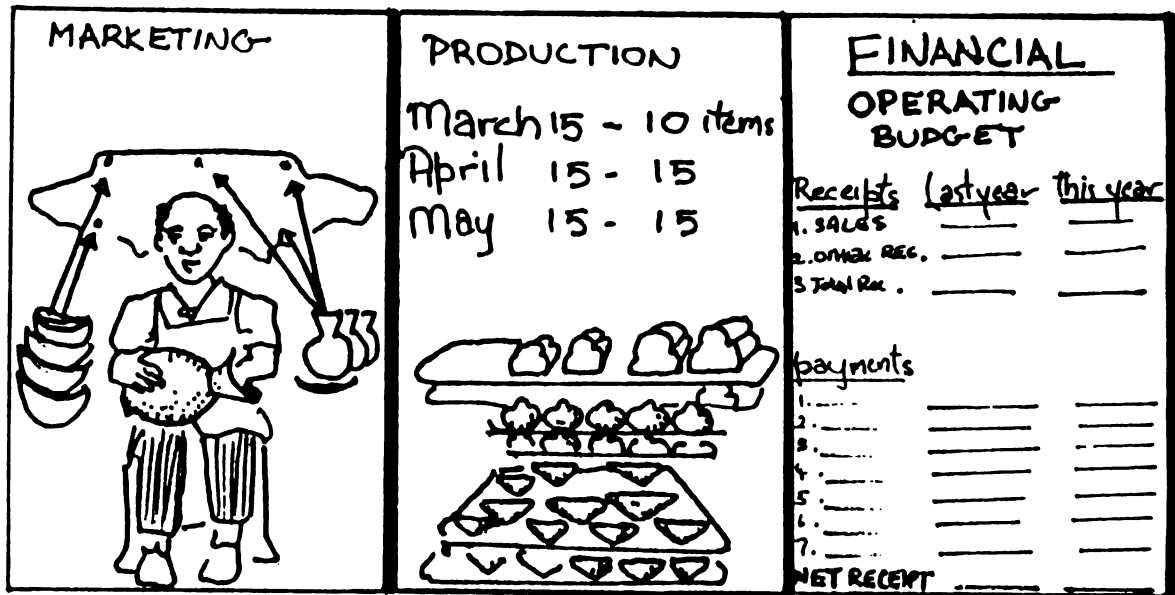 MARKETING
PRODUCTION
March 15 - 10 items
April 15 - 15
May 15 - 15
FINANCIAL
OPERATING
BUDGET
Receipts Last year This year
1. SALES
2. OTHER REC.
3 Total Rec.
payments
1.
2.
3.
4
5.
6.
7.
NET RECEIPT